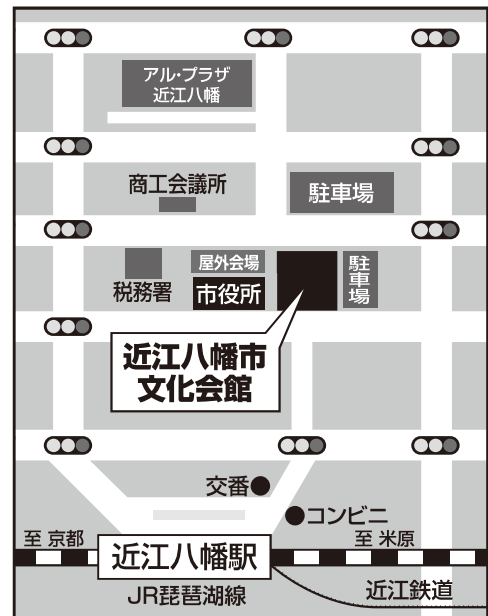 アル・プラザ
近江八幡
商工会議所
駐車場
屋外会場
税務署
市役所
駐車場
近江八幡市
文化会館
交番
コンビニ
至 京都
至 米原
近江八幡駅
JR琵琶湖線
近江鉄道